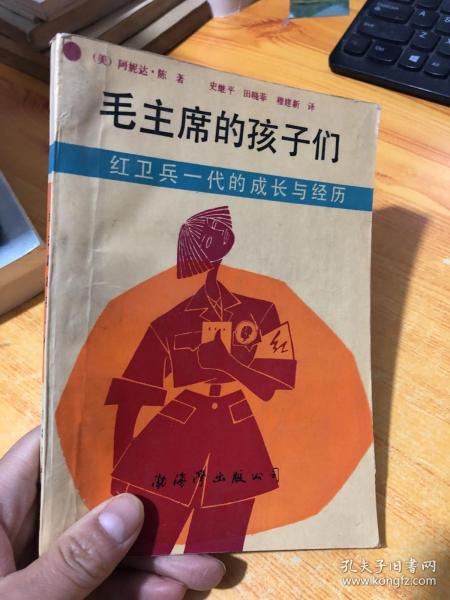 （美）阿妮达·陈 著
史继平 田晓菲 穆建新 译
毛主席的孩子们
红卫兵一代的成长与经历
红
渤海湾出版公司
孔夫子旧书网
www.kongfz.com